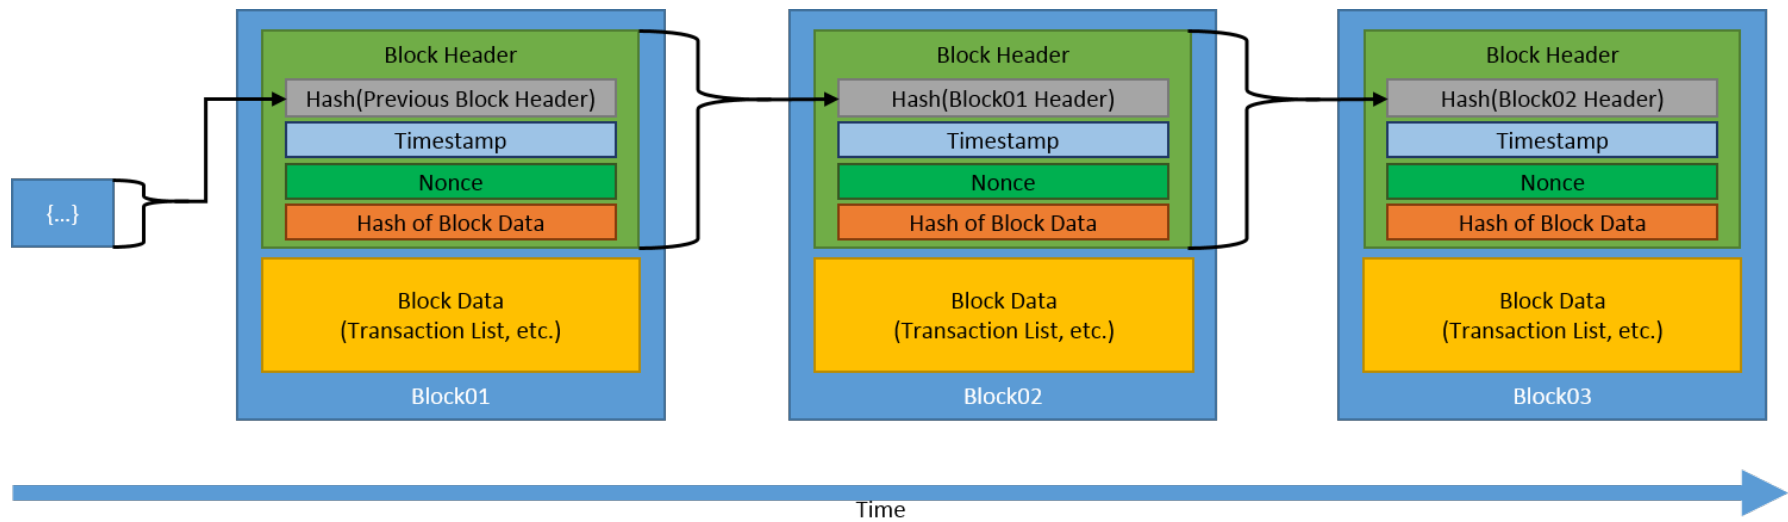 {...}
Block Header
Hash(Previous Block Header)
Timestamp
Nonce
Hash of Block Data
Block Data
(Transaction List, etc.)
Block01
Block Header
Hash(Block01 Header)
Timestamp
Nonce
Hash of Block Data
Block Data
(Transaction List, etc.)
Block02
Block Header
Hash(Block02 Header)
Timestamp
Nonce
Hash of Block Data
Block Data
(Transaction List, etc.)
Block03
Time